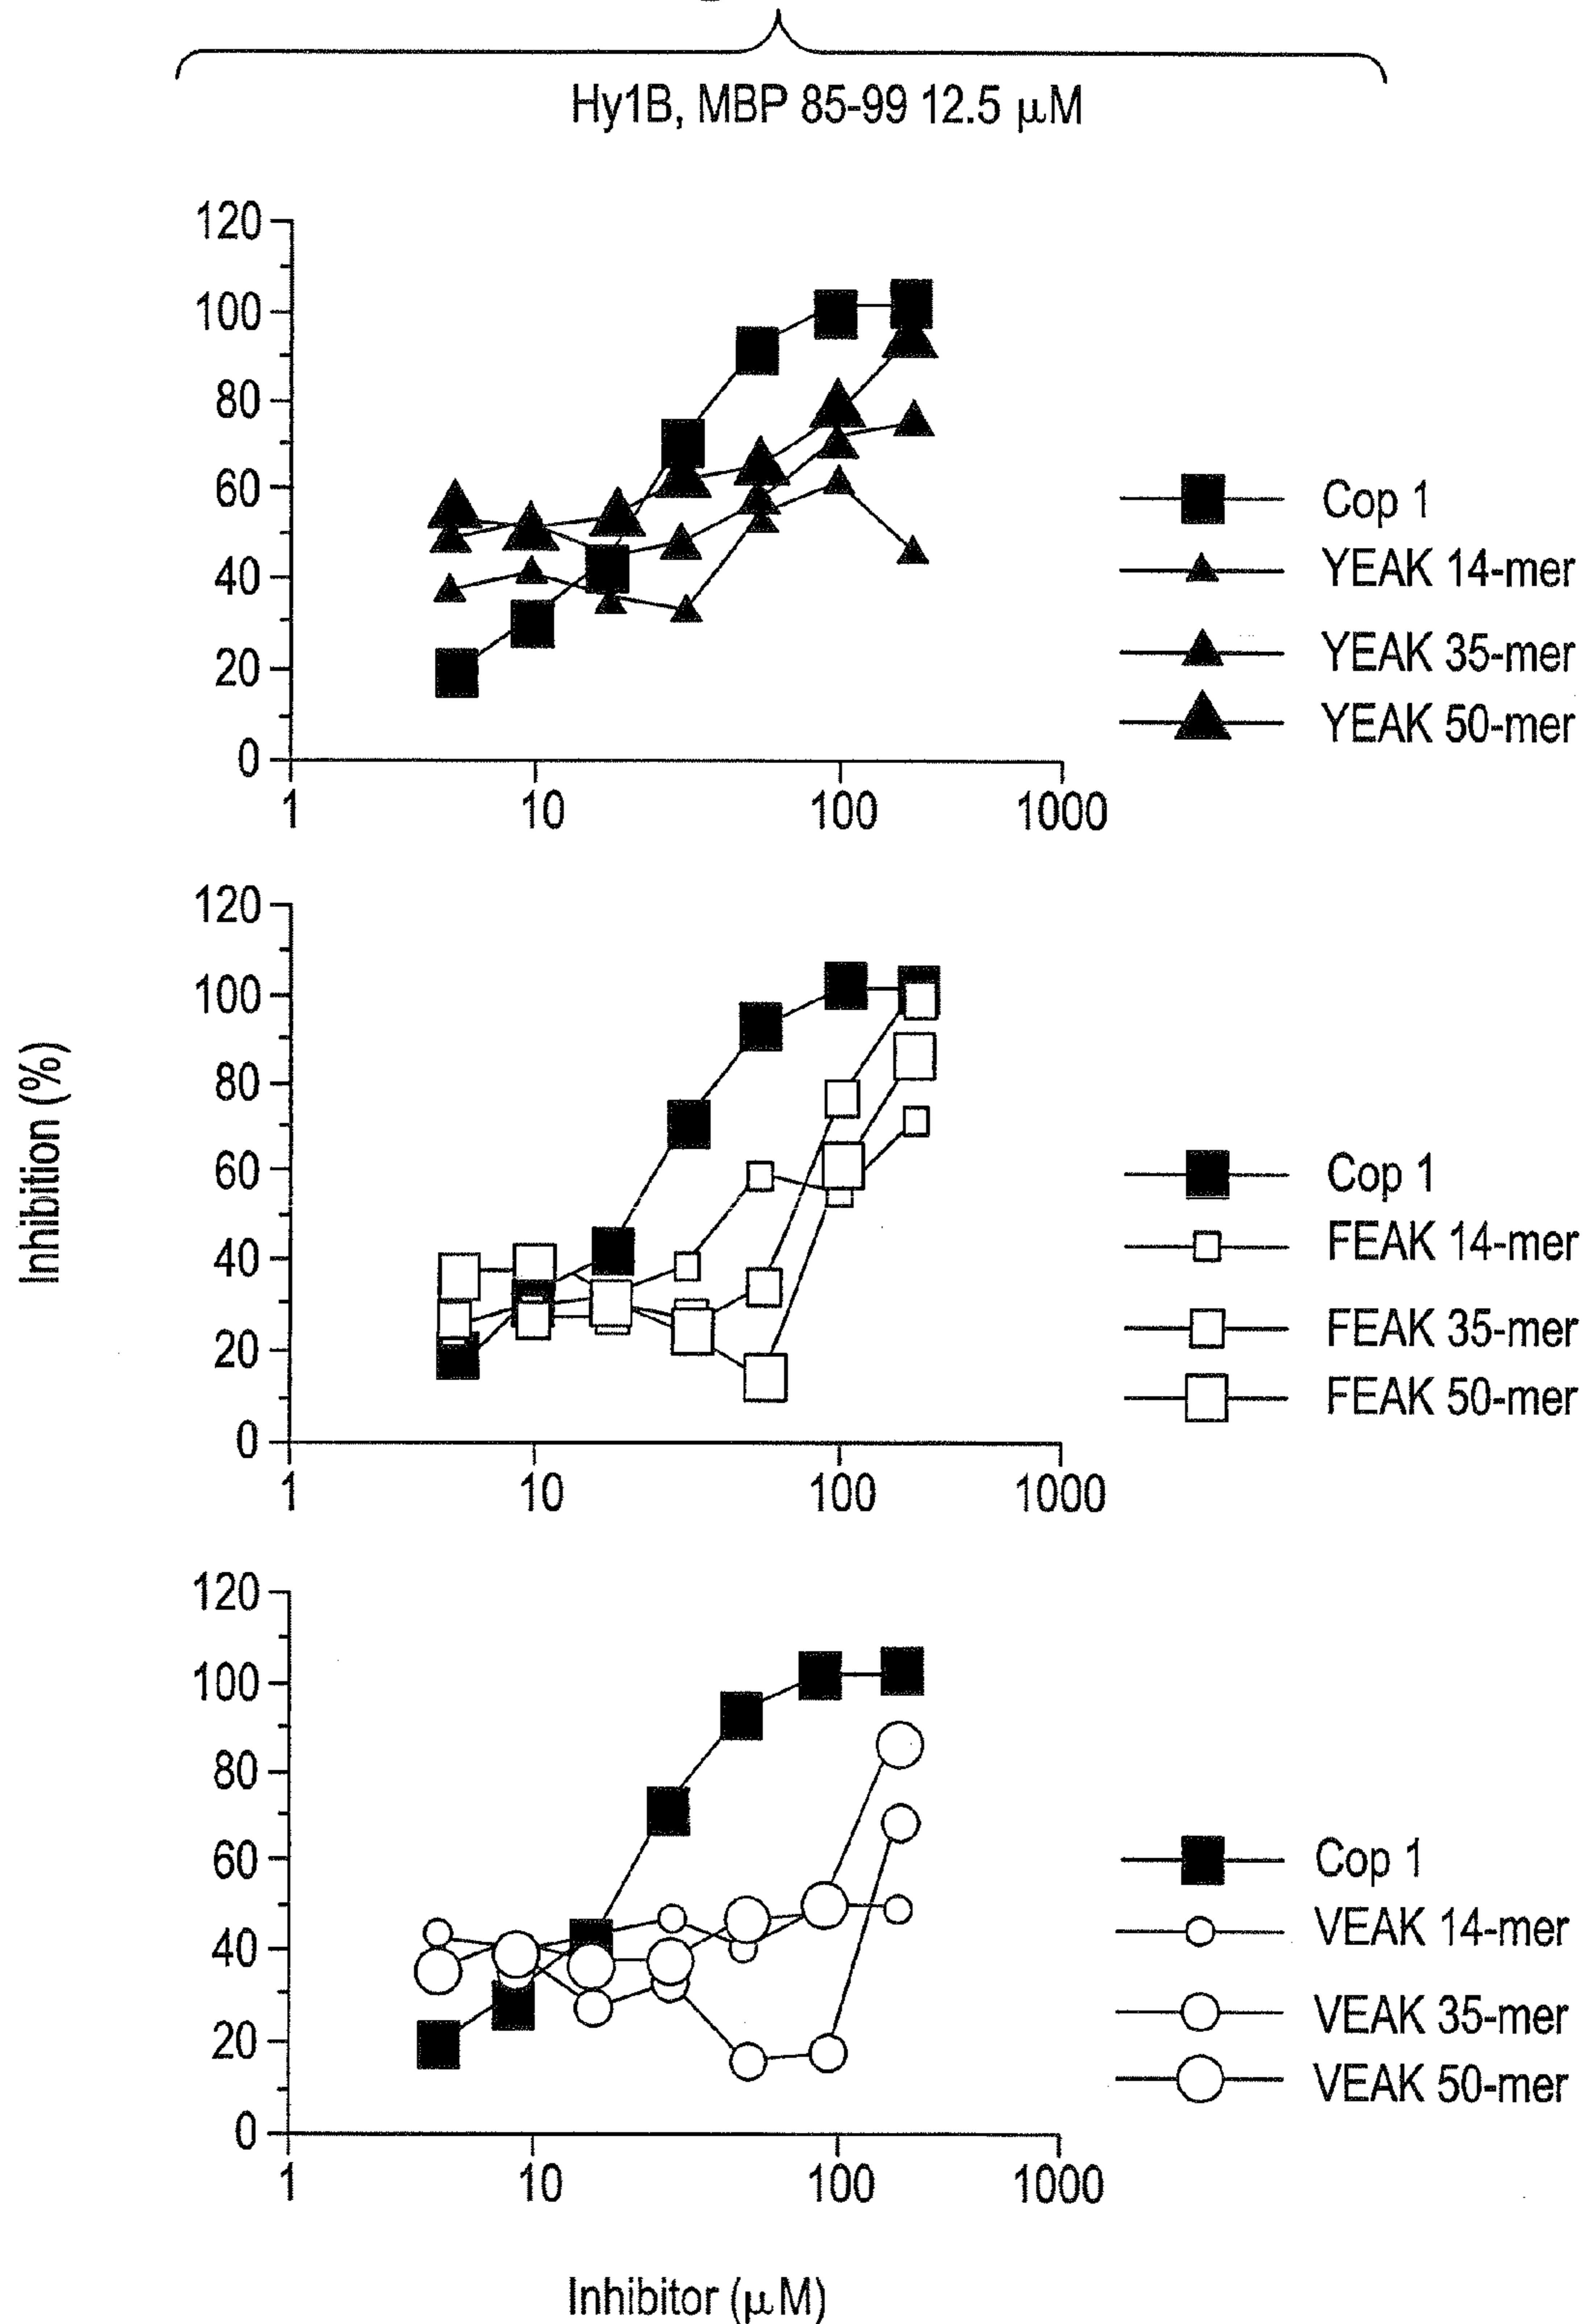 Hy1B, MBP 85-99 12.5 μM
120
100
80
60
40
20
0
1 10 100 1000
Cop 1
YEAK 14-mer
YEAK 35-mer
YEAK 50-mer
Inhibition (%)
120
100
80
60
40
20
0
1 10 100 1000
Cop 1
FEAK 14-mer
FEAK 35-mer
FEAK 50-mer
120
100
80
60
40
20
0
1 10 100 1000
Cop 1
VEAK 14-mer
VEAK 35-mer
VEAK 50-mer
Inhibitor (μM)